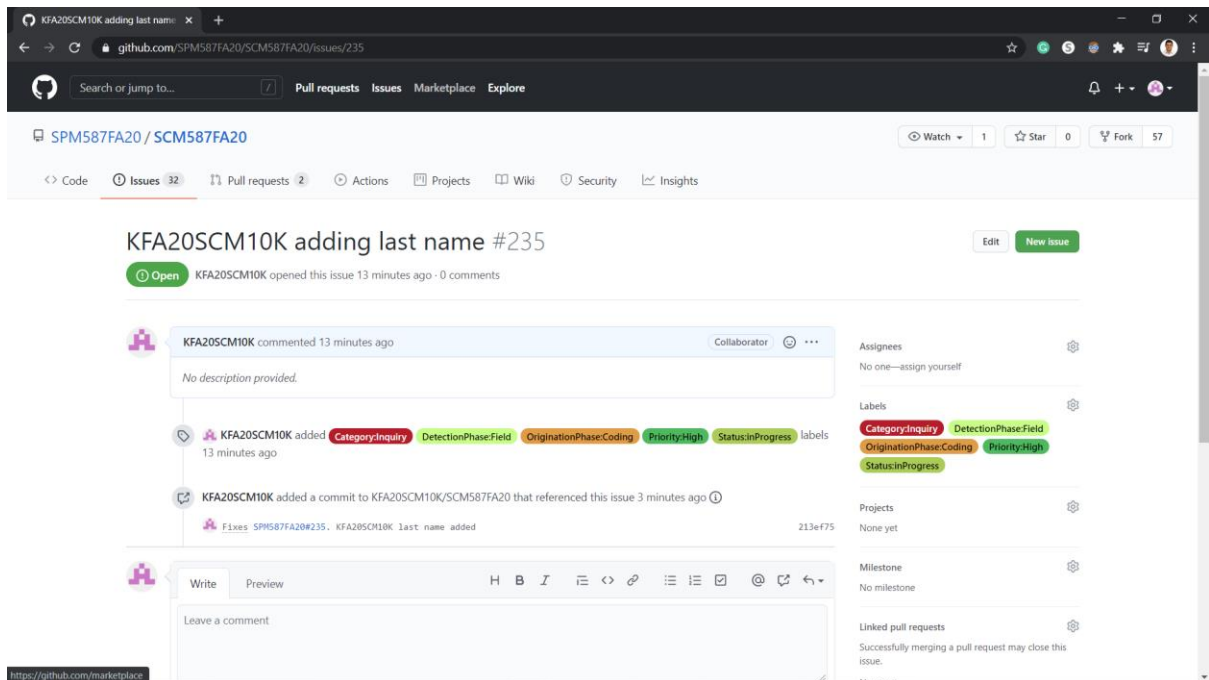 KFA20SCM10K adding last name
github.com/SPM587FA20/SCM587FA20/issues/235
Search or jump to... / Pull requests Issues Marketplace Explore
SPM587FA20 / SCM587FA20
Watch 1 Star 0 Fork 57
Code Issues 32 Pull requests 2 Actions Projects Wiki Security Insights
KFA20SCM10K adding last name #235
Edit New issue
Open KFA20SCM10K opened this issue 13 minutes ago · 0 comments
KFA20SCM10K commented 13 minutes ago Collaborator
No description provided.
KFA20SCM10K added Category:Inquiry DetectionPhase:Field OriginationPhase:Coding Priority:High Status:inProgress labels
13 minutes ago
KFA20SCM10K added a commit to KFA20SCM10K/SCM587FA20 that referenced this issue 3 minutes ago
Fixes SPM587FA20#235. KFA20SCM10K last name added 213ef75
Write Preview H B I
Leave a comment
Assignees
No one—assign yourself
Labels
Category:Inquiry DetectionPhase:Field
OriginationPhase:Coding Priority:High
Status:inProgress
Projects
None yet
Milestone
No milestone
Linked pull requests
Successfully merging a pull request may close this
issue.
https://github.com/marketplace